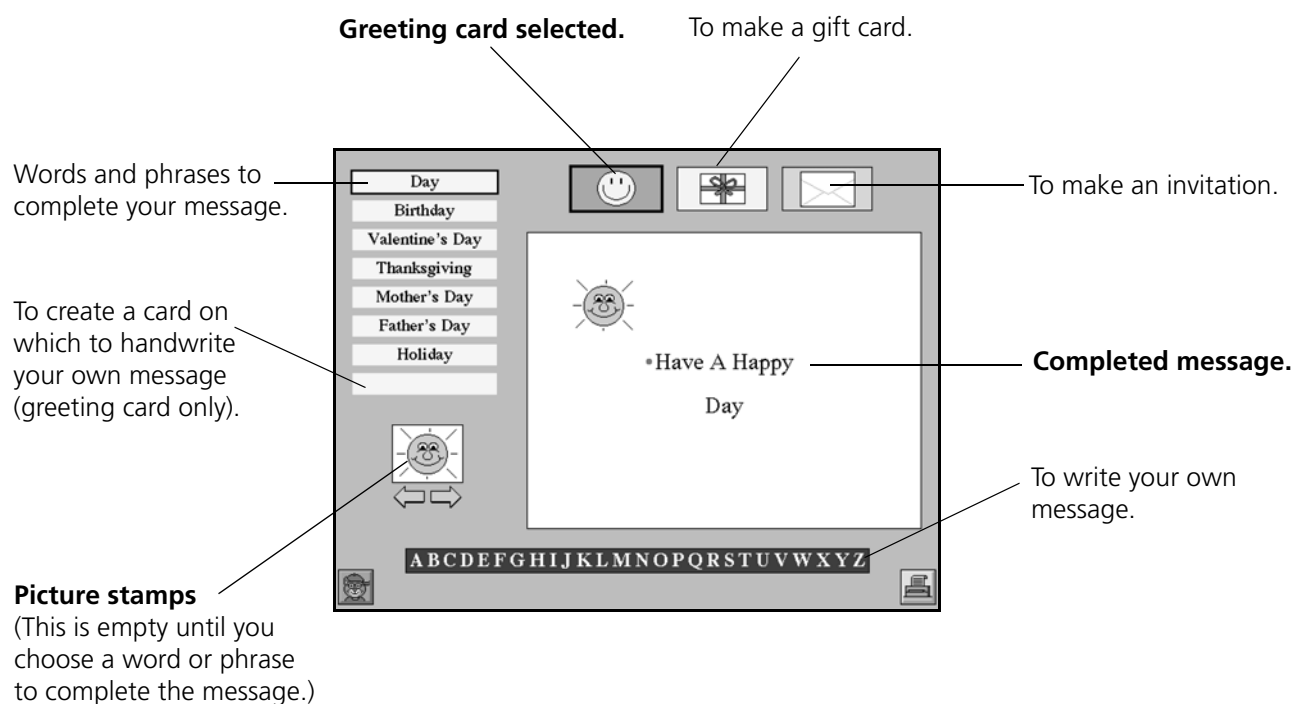 Greeting card selected.
To make a gift card.
Words and phrases to
complete your message.
To make an invitation.
To create a card on
which to handwrite
your own message
(greeting card only).
Day
Birthday
Valentine's Day
Thanksgiving
Mother's Day
Father's Day
Holiday
•Have A Happy
Day
Completed message.
To write your own
message.
A B C D E F G H I J K L M N O P Q R S T U V W X Y Z
Picture stamps
(This is empty until you
choose a word or phrase
to complete the message.)